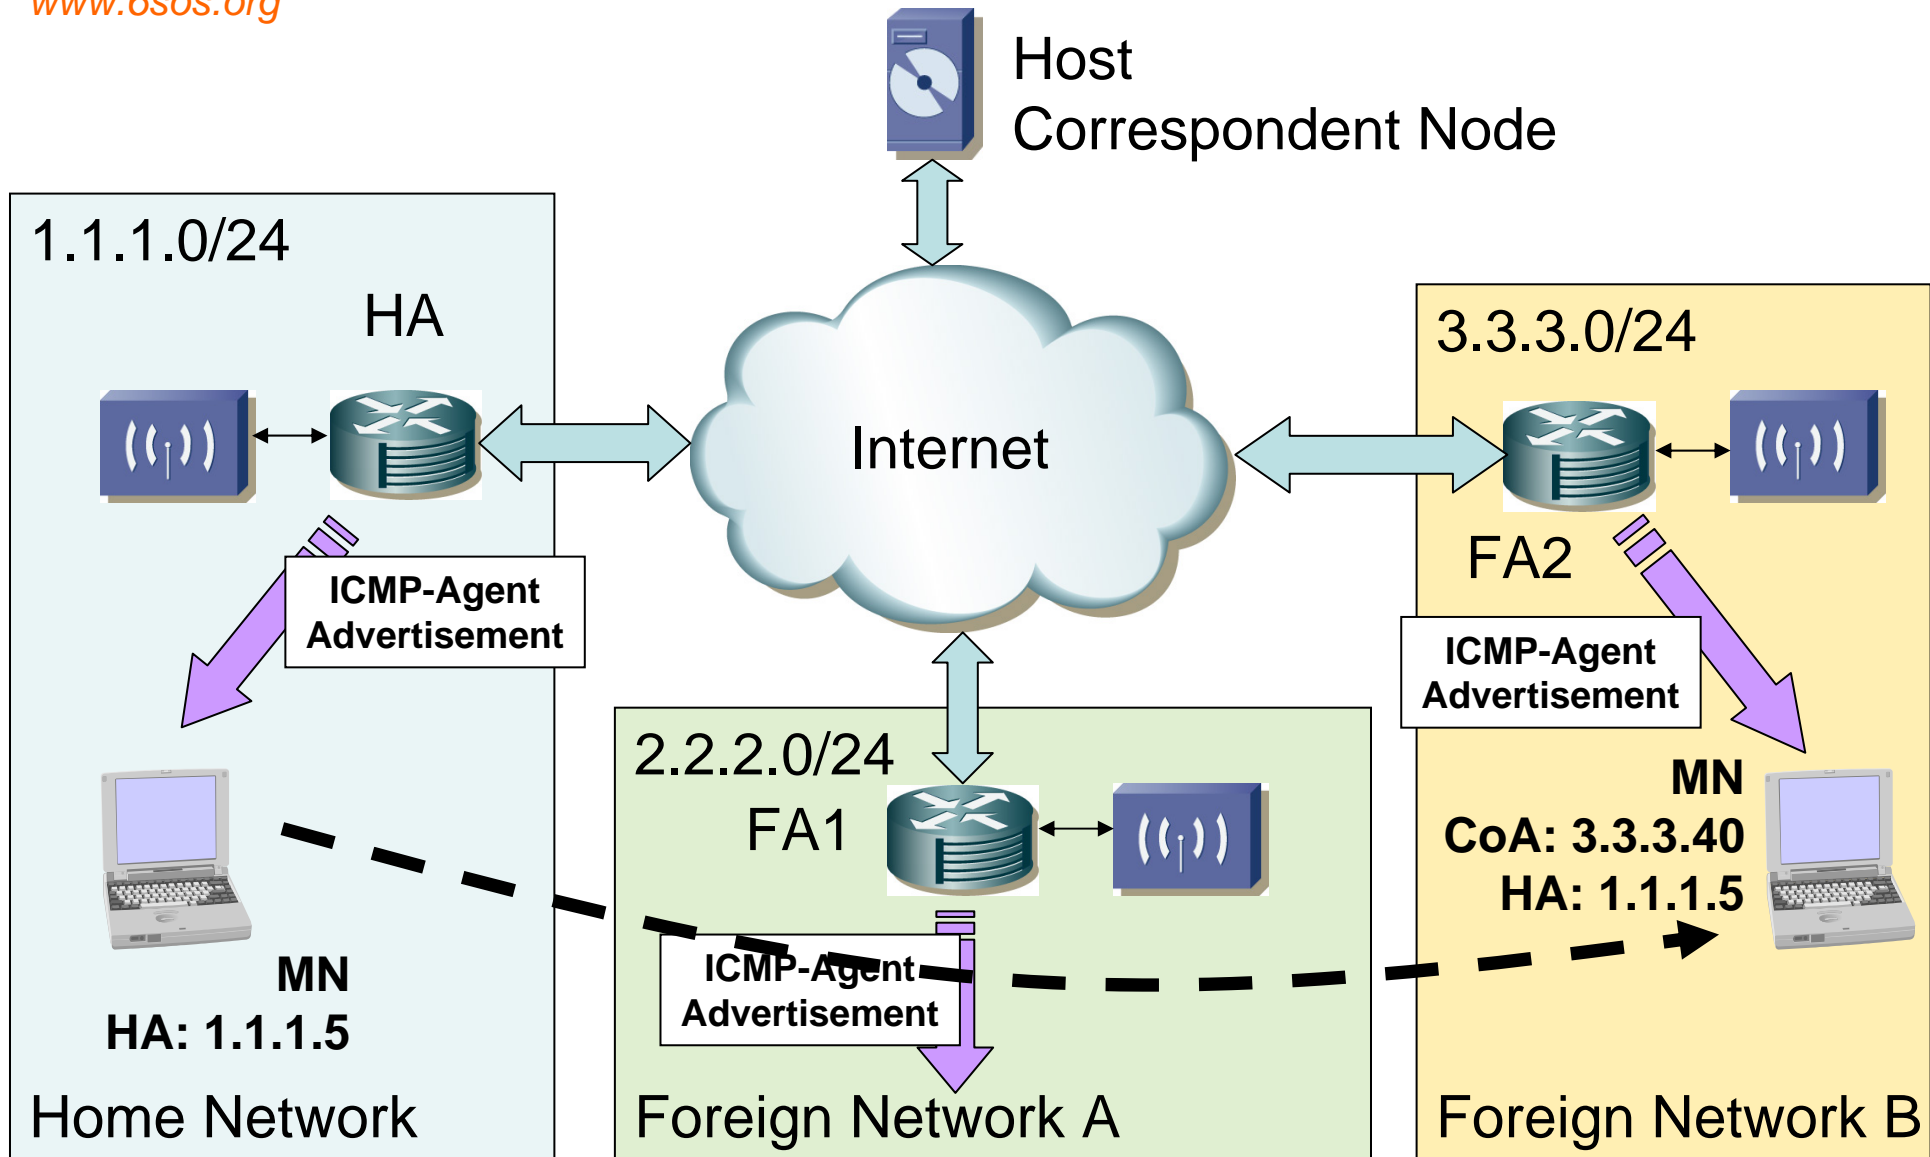 www.6sos.org
Host
Correspondent Node
1.1.1.0/24
HA
Internet
3.3.3.0/24
FA2
ICMP-Agent
Advertisement
ICMP-Agent
Advertisement
2.2.2.0/24
FA1
MN
CoA: 3.3.3.40
HA: 1.1.1.5
ICMP-Agent
Advertisement
MN
HA: 1.1.1.5
Home Network
Foreign Network A
Foreign Network B